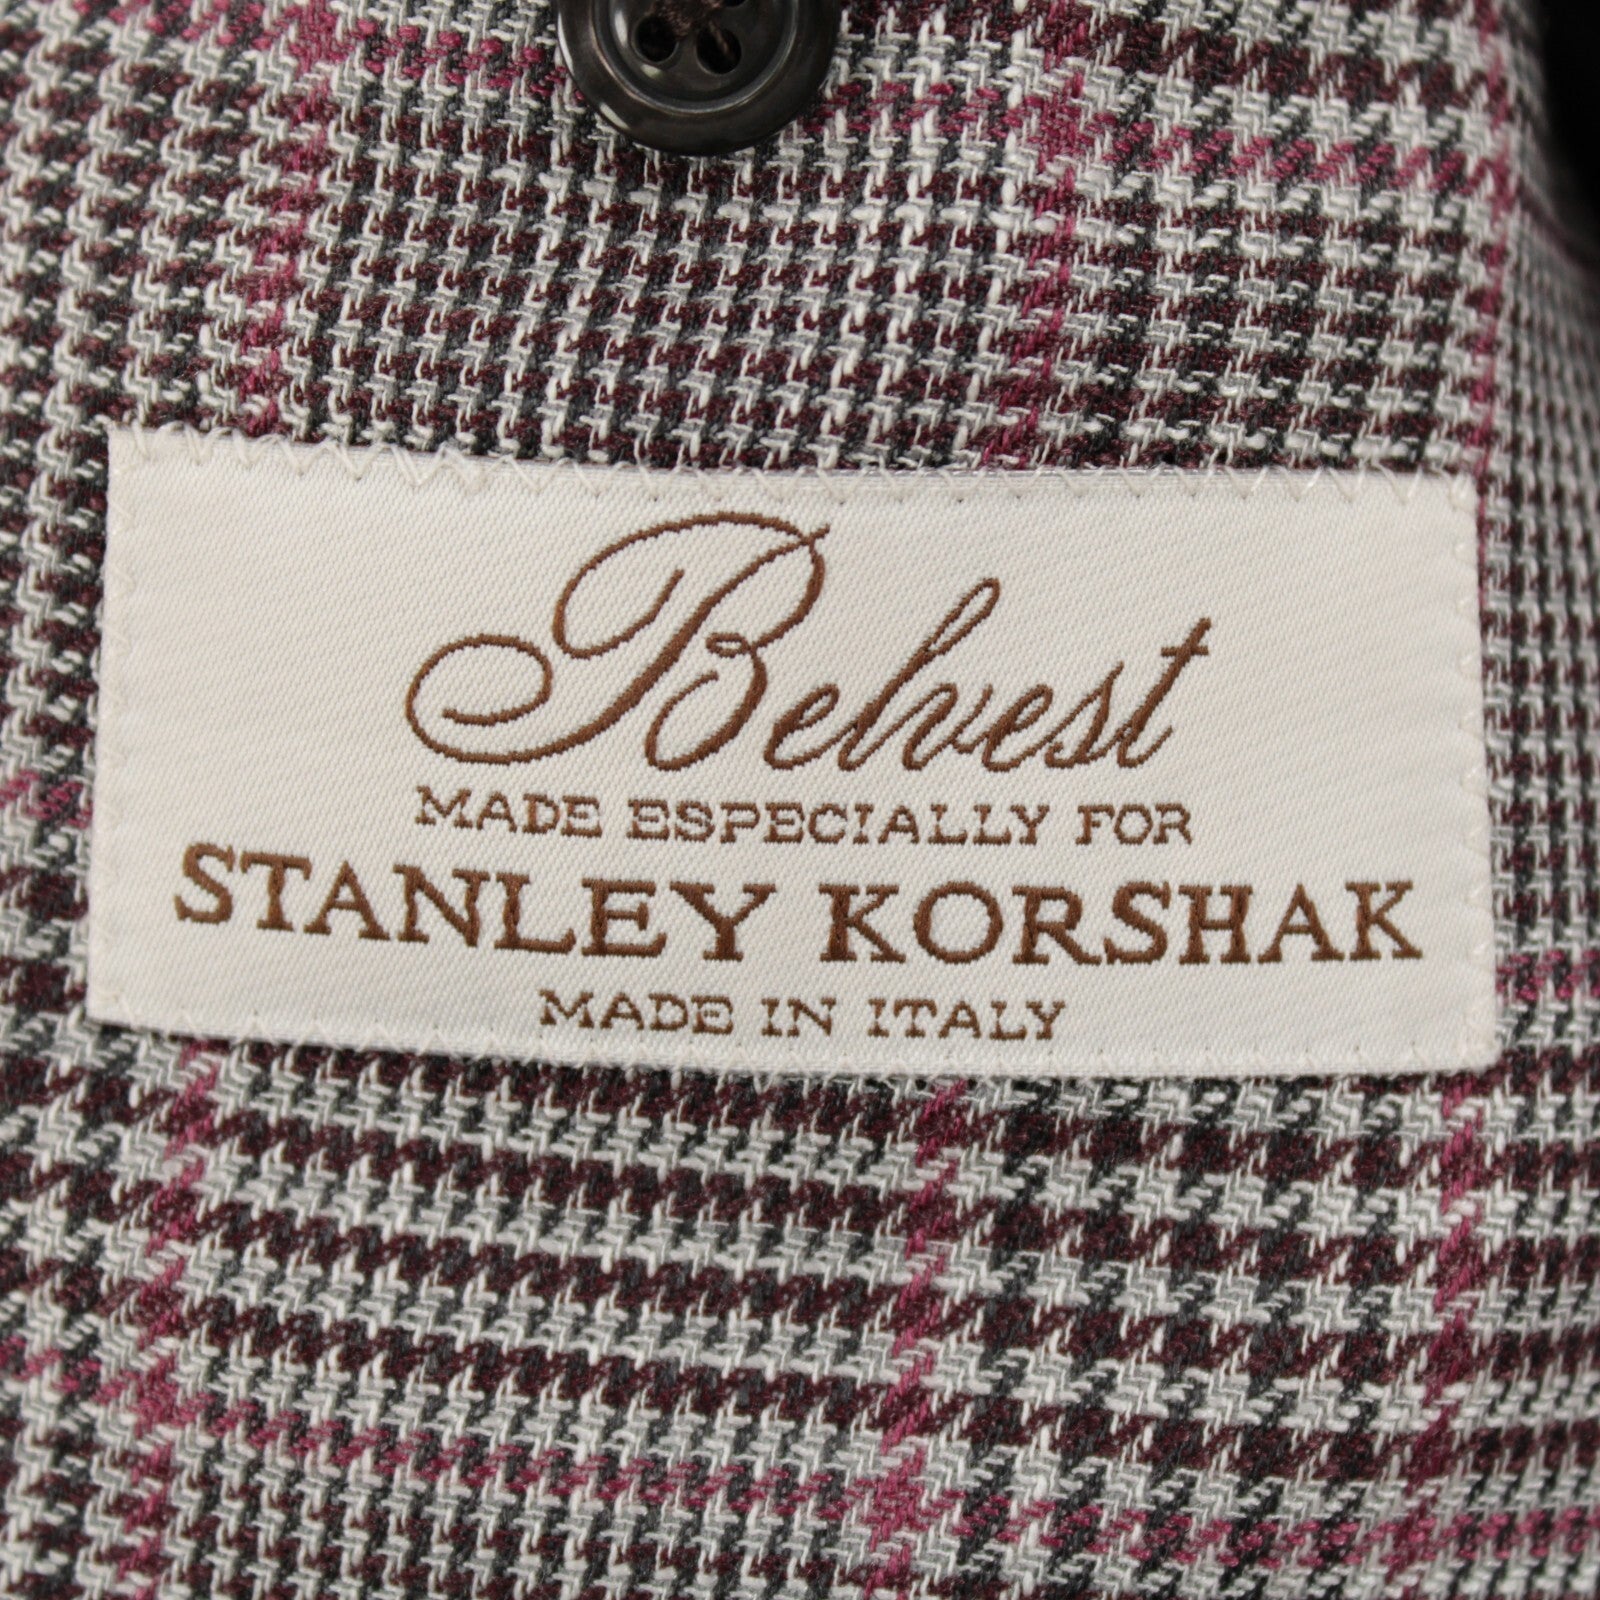 Belvest
MADE ESPECIALLY FOR
STANLEY KORSHAK
MADE IN ITALY